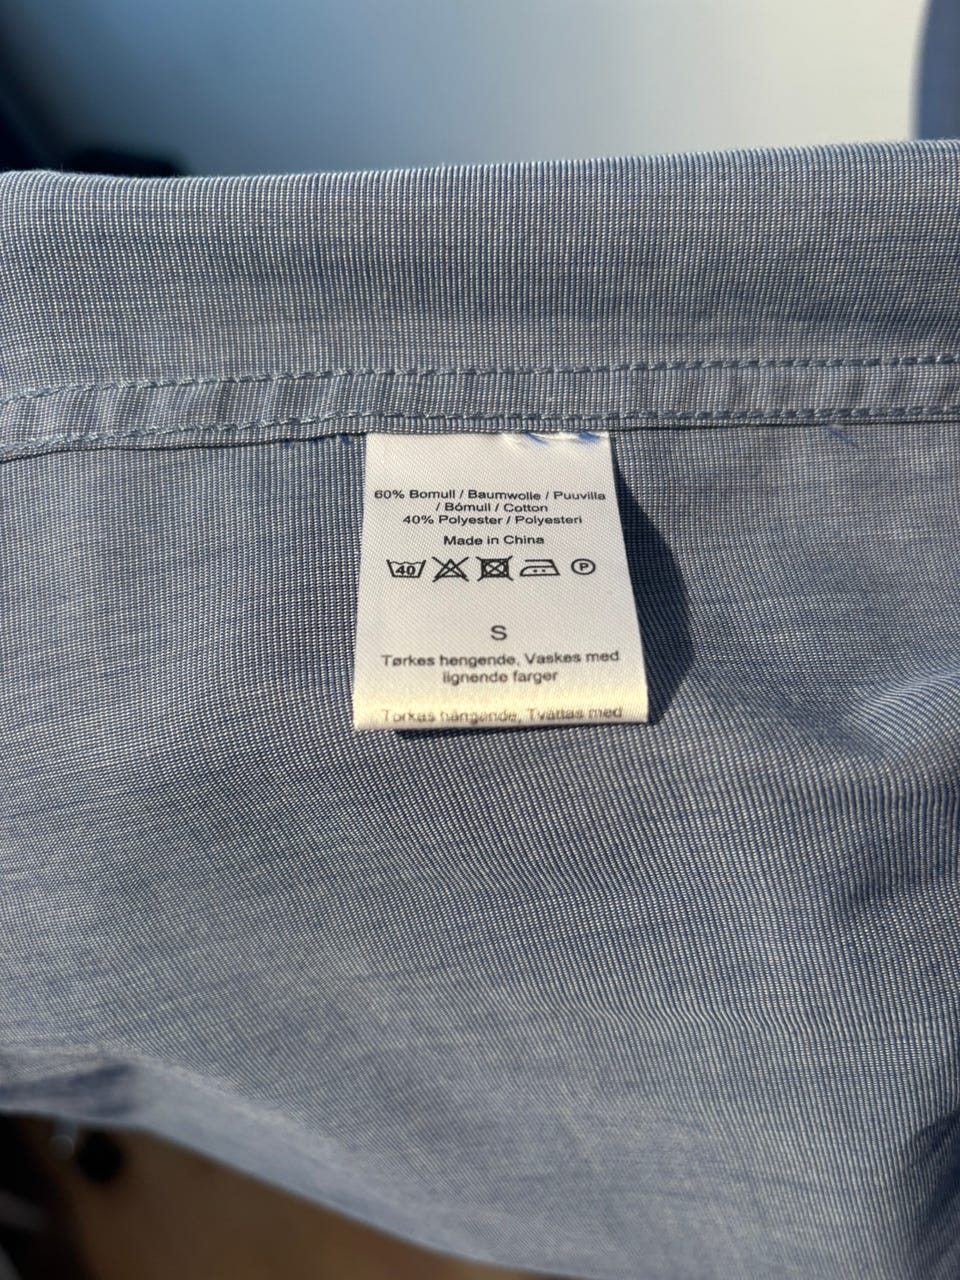 60% Bomull / Baumwolle / Puuvilla
/ Bómull / Cotton
40% Polyester / Polyesteri
Made in China
40 P
S
Tørkes hengende, Vaskes med
lignende farger
Torkas hängende, Tvättas med